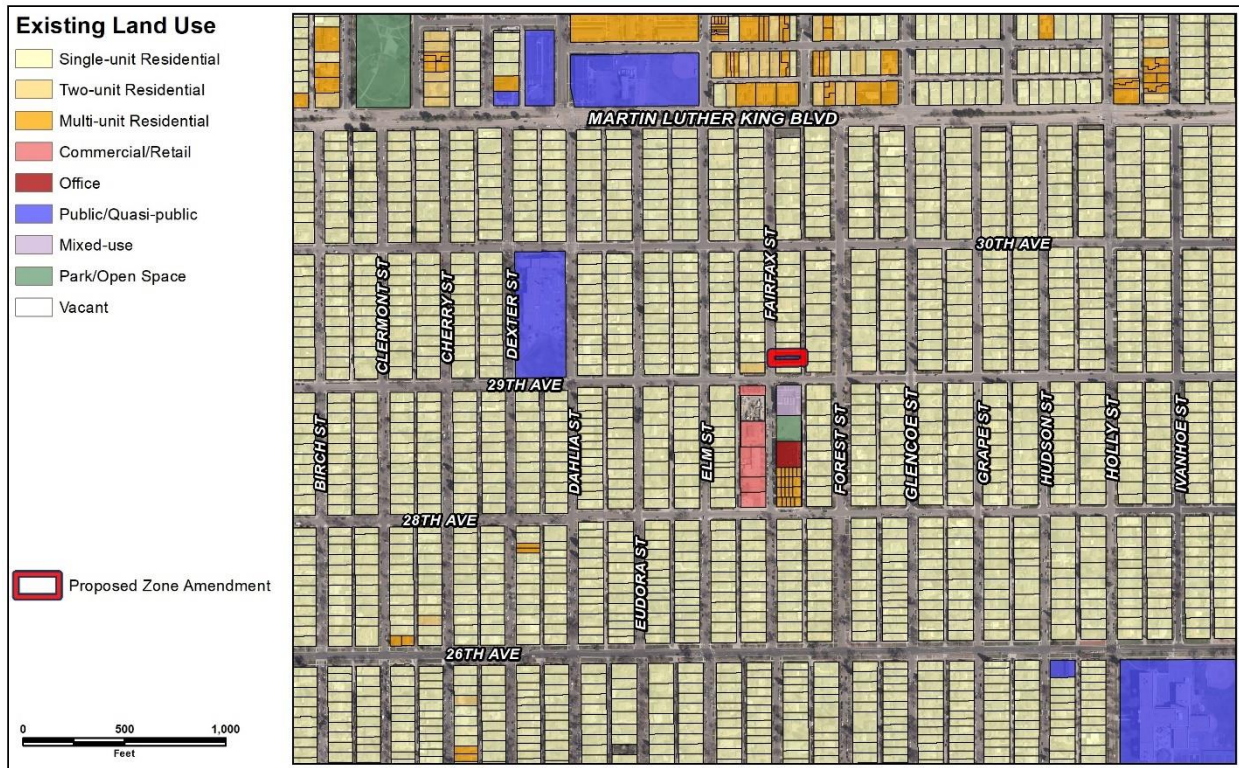 Existing Land Use
Single-unit Residential
Two-unit Residential
Multi-unit Residential
Commercial/Retail
Office
Public/Quasi-public
Mixed-use
Park/Open Space
Vacant
Proposed Zone Amendment
0 500 1,000
Feet
MARTIN LUTHER KING BLVD
30TH AVE
FAIRFAX ST
CLERMONT ST
CHERRY ST
DEXTER ST
29TH AVE
BIRCH ST
DAHLIA ST
ELM ST
FOREST ST
GLENCOE ST
GRAPE ST
HUDSON ST
HOLLY ST
IVANHOE ST
28TH AVE
EUDORA ST
26TH AVE